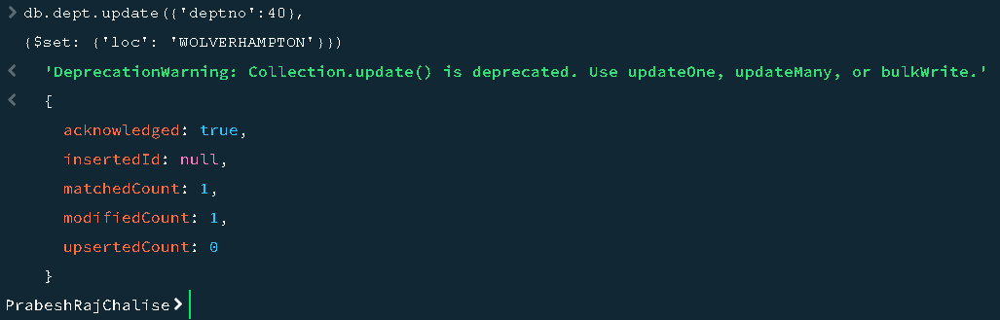 > db.dept.update({'deptno':40},
{$set: {'loc': 'WOLVERHAMPTON'}})
< 'DeprecationWarning: Collection.update() is deprecated. Use updateOne, updateMany, or bulkWrite.'
< {
acknowledged: true,
insertedId: null,
matchedCount: 1,
modifiedCount: 1,
upsertedCount: 0
}
PrabeshRajChalise>